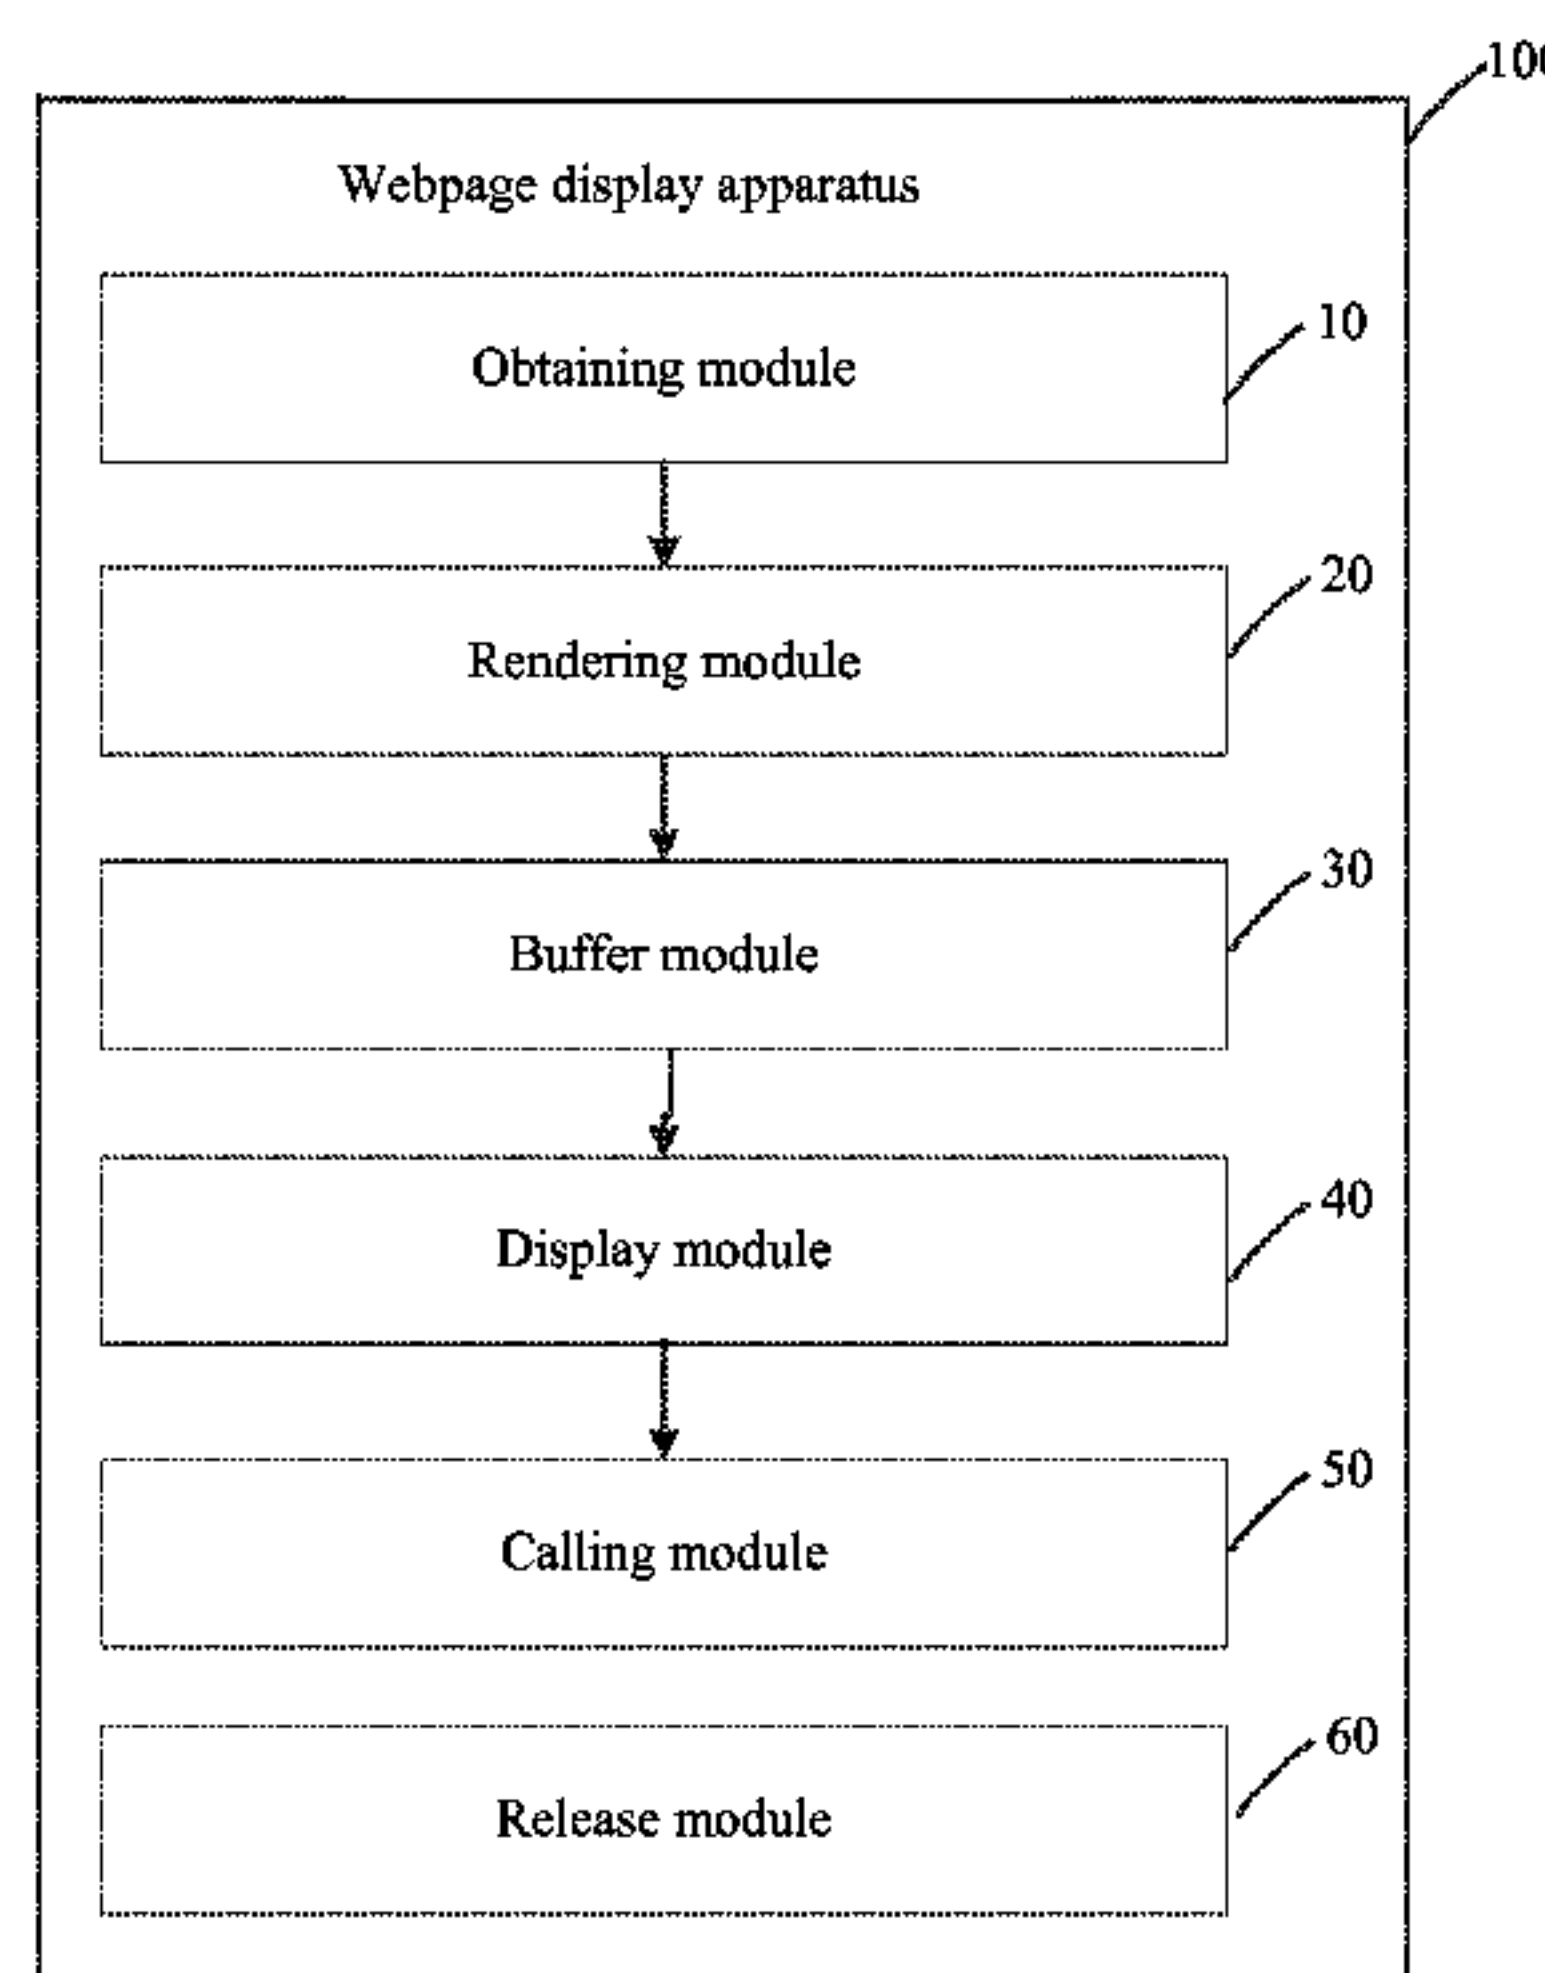 100
Webpage display apparatus
10
Obtaining module
20
Rendering module
30
Buffer module
40
Display module
50
Calling module
60
Release module